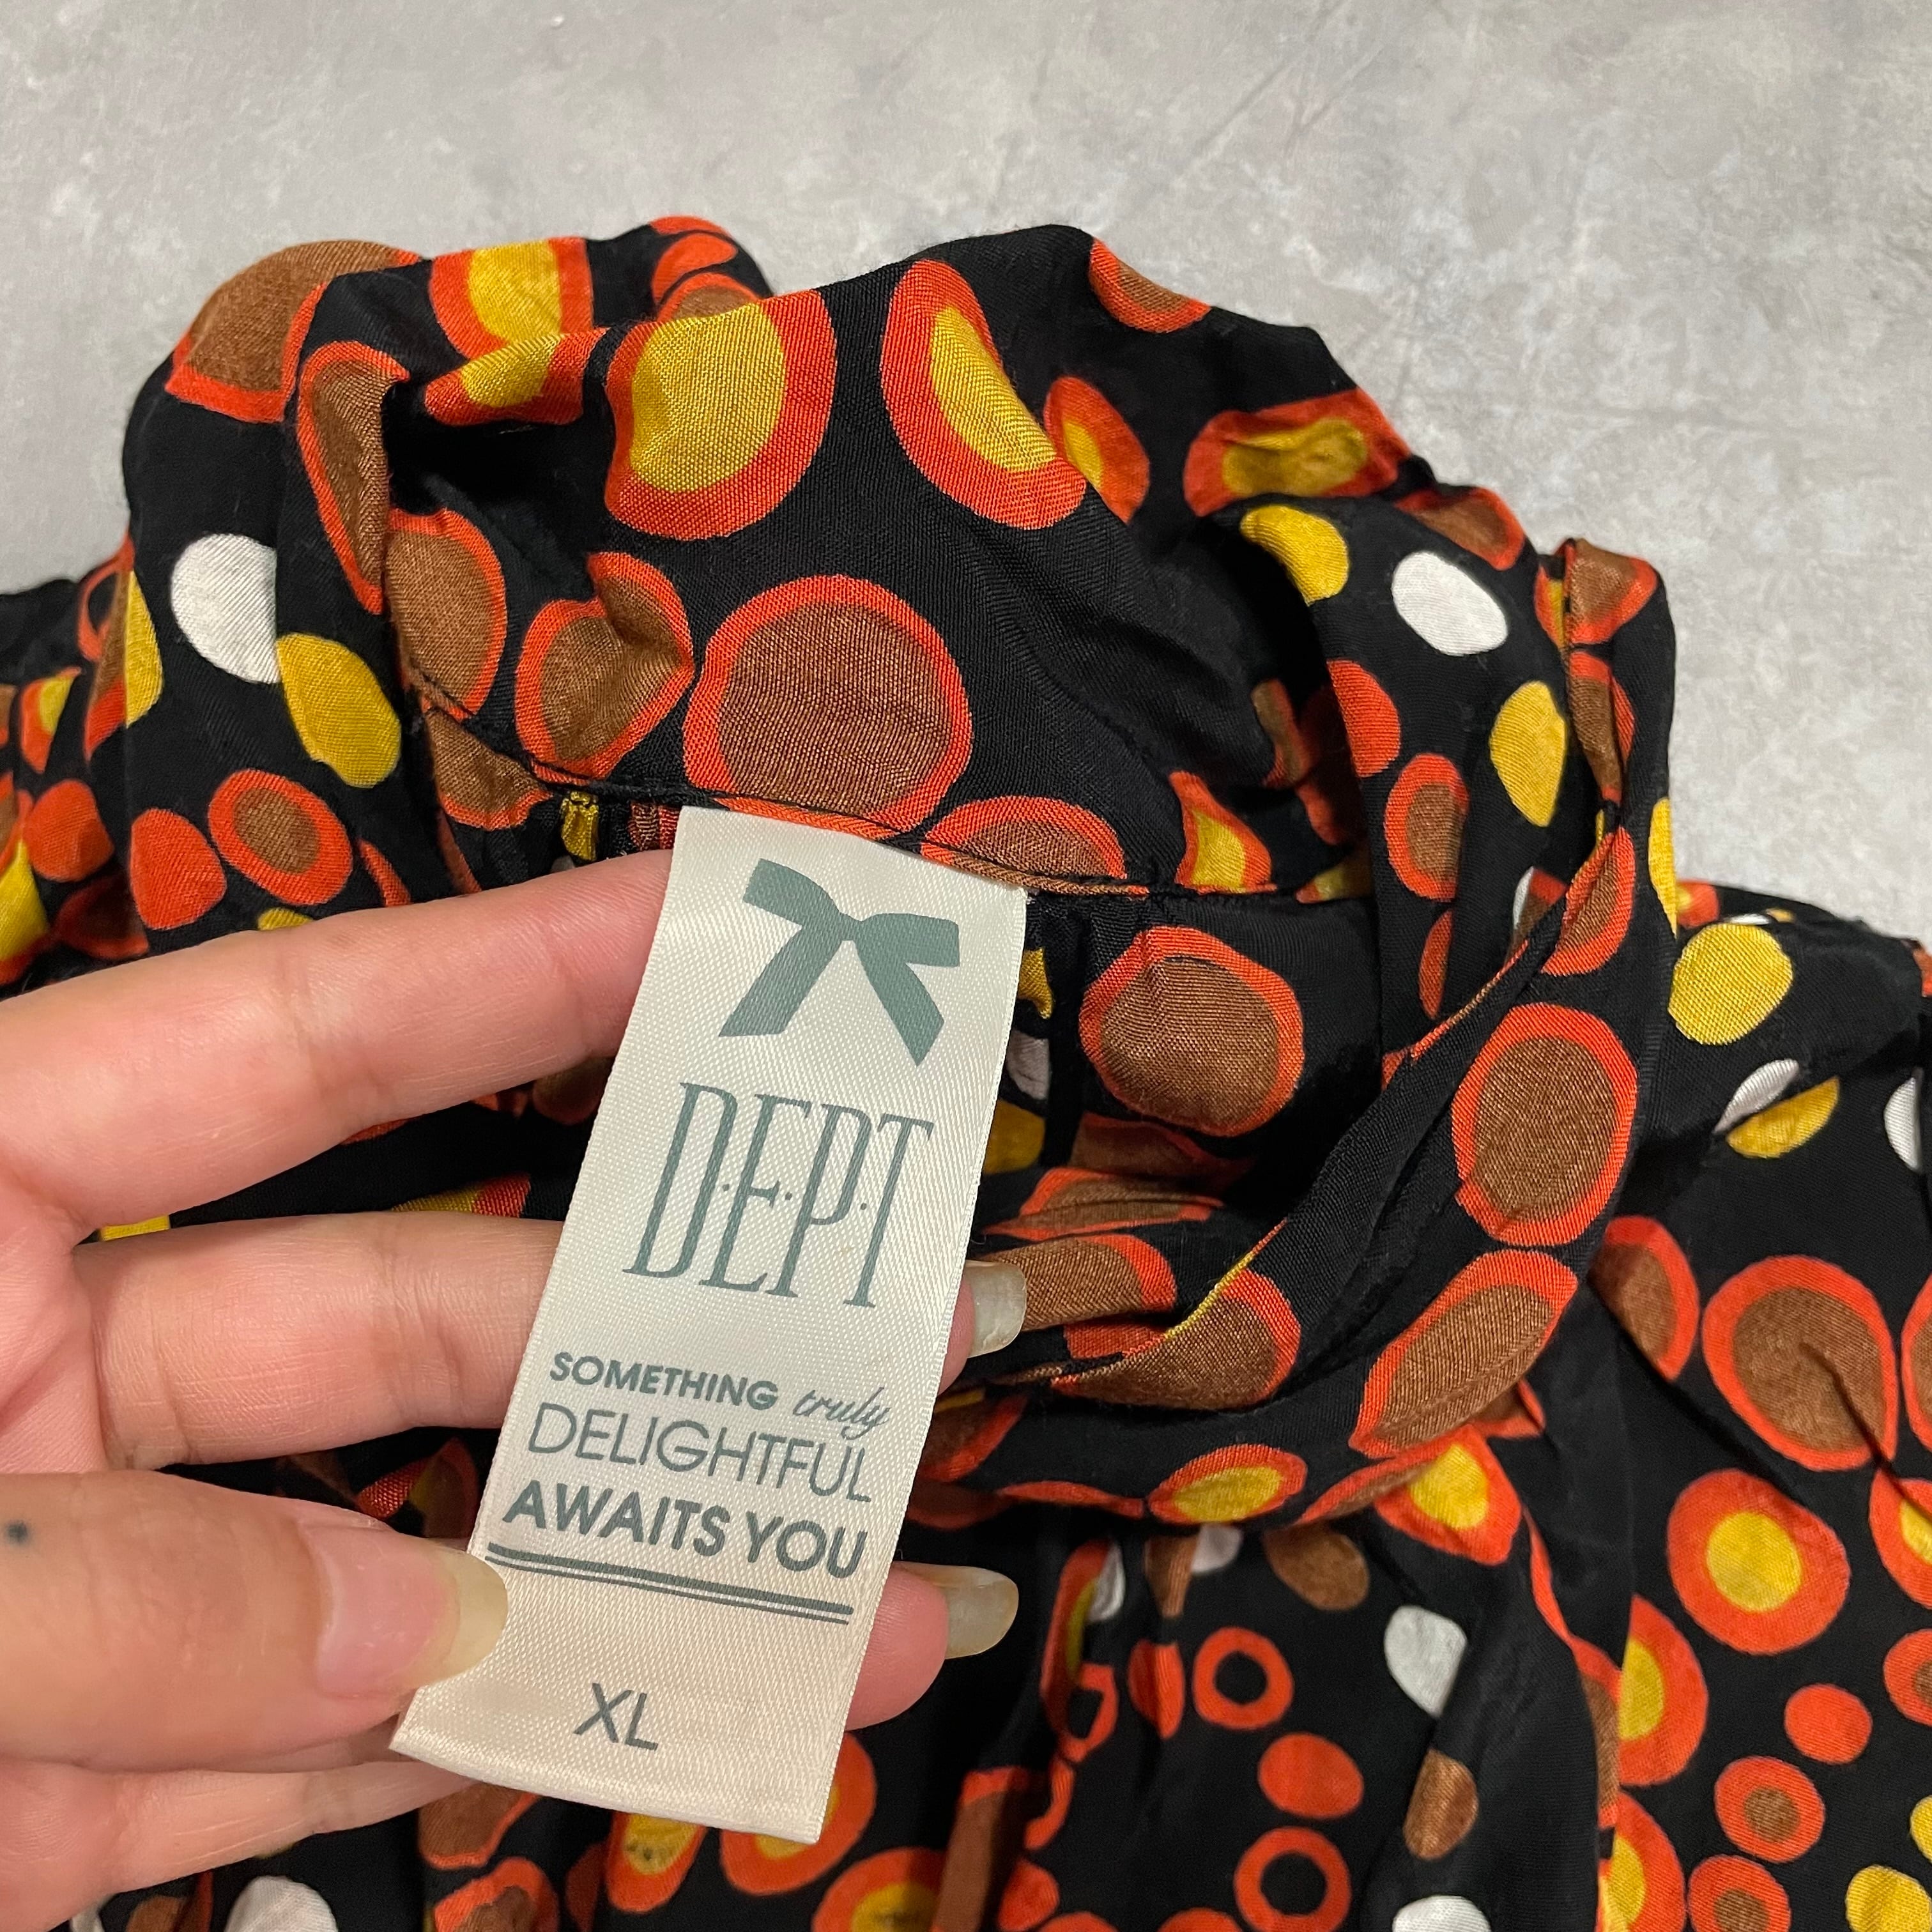 D·E·P·T
SOMETHING truly
DELIGHTFUL
AWAITS YOU
XL